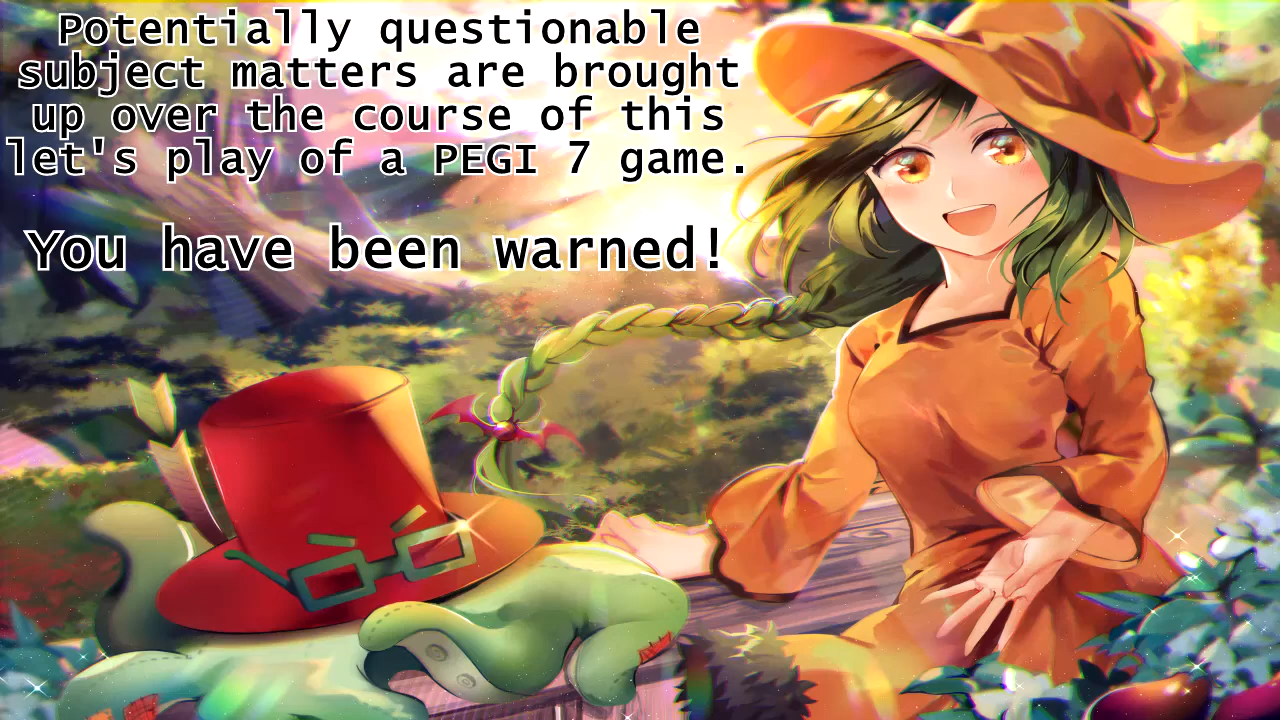 Potentially questionable
subject matters are brought
up over the course of this
let's play of a PEGI 7 game.
You have been warned!